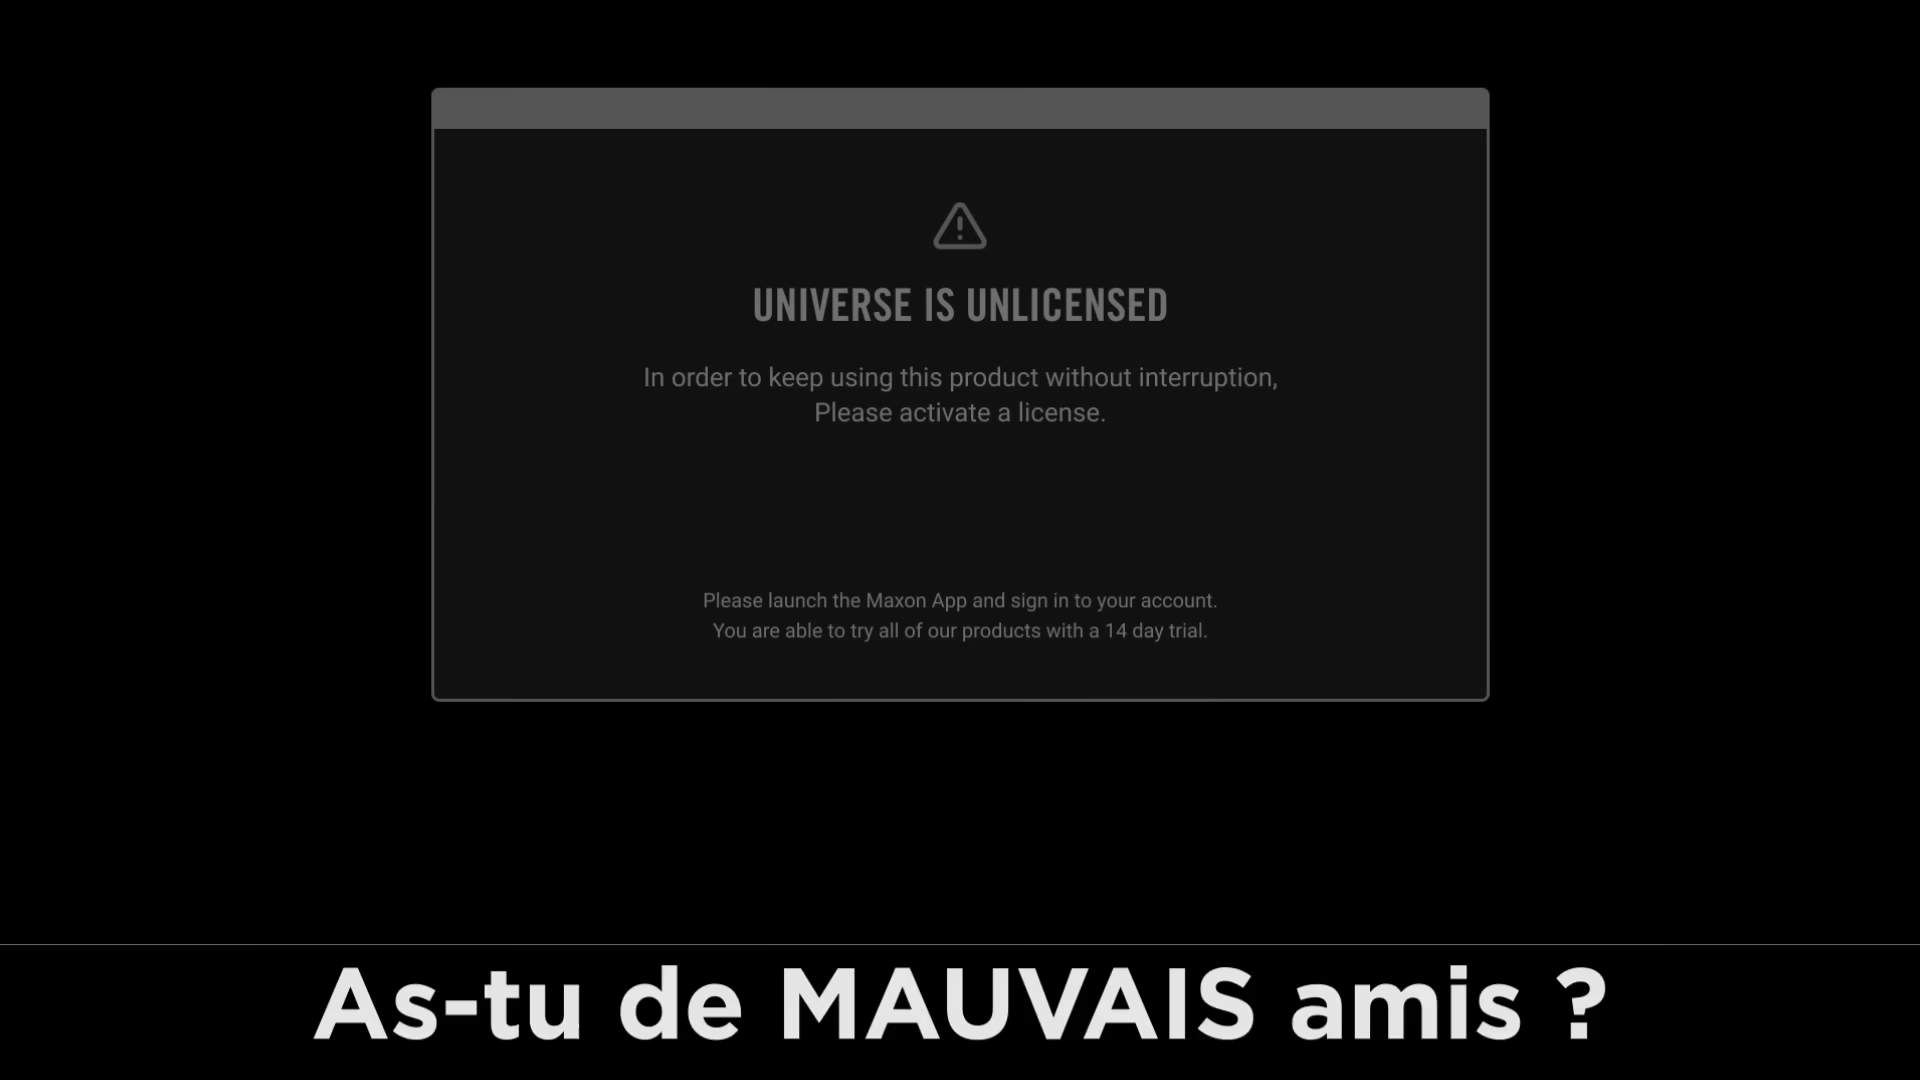 UNIVERSE IS UNLICENSED
In order to keep using this product without interruption,
Please activate a license.
Please launch the Maxon App and sign in to your account.
You are able to try all of our products with a 14 day trial.
As-tu de MAUVAIS amis ?